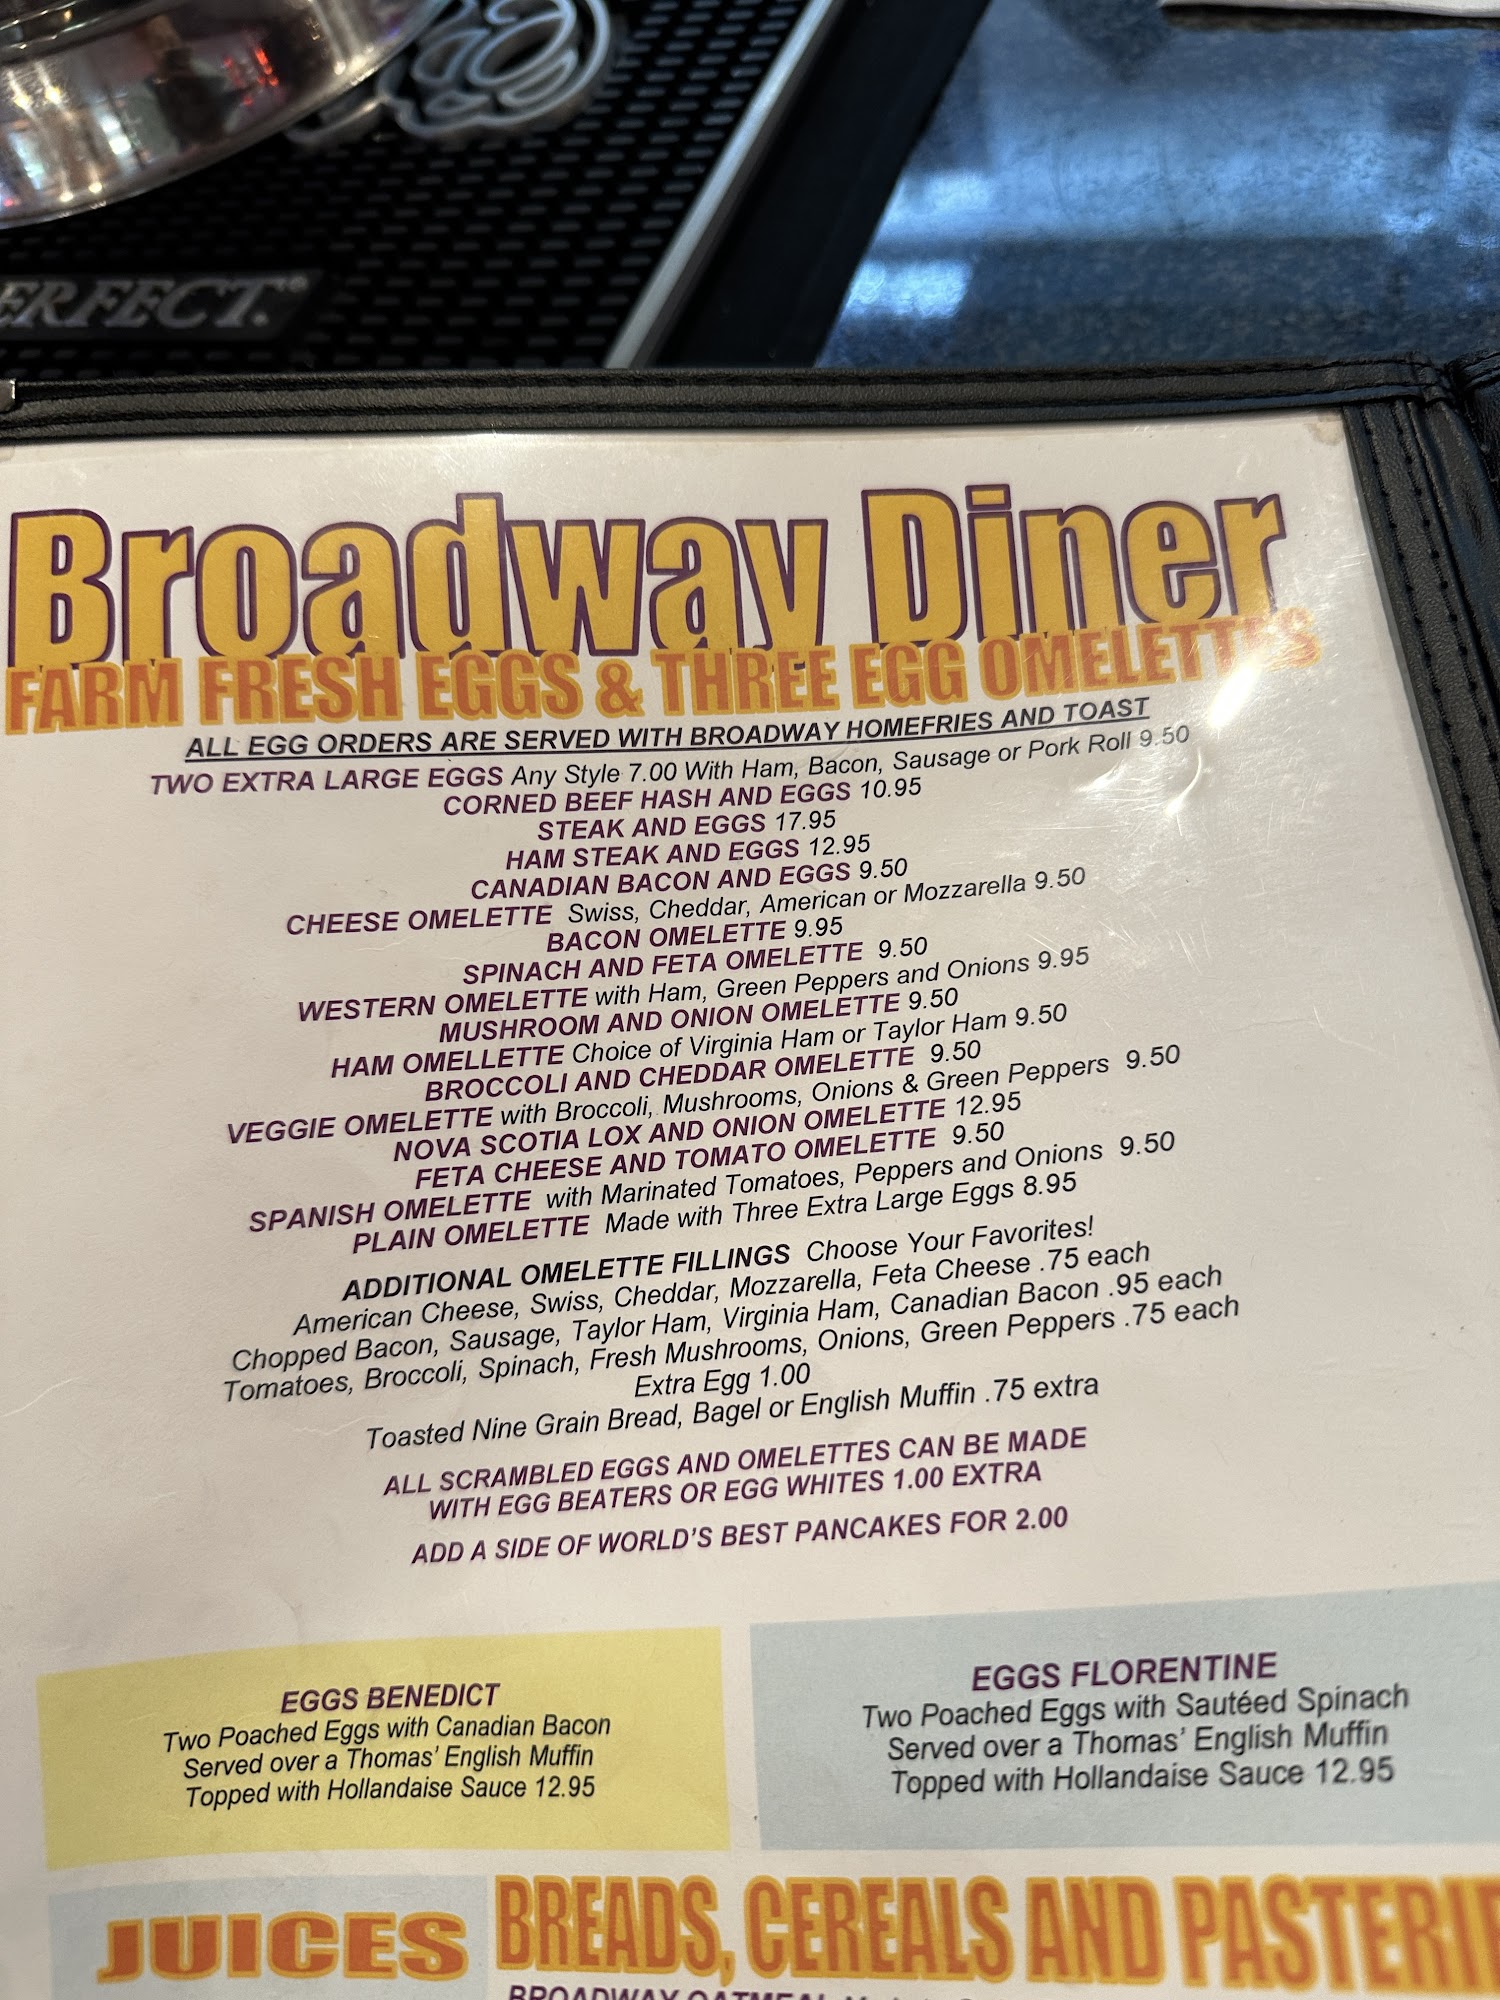 ERFECT.®
Broadway Diner
FARM FRESH EGGS & THREE EGG OMELETTES
ALL EGG ORDERS ARE SERVED WITH BROADWAY HOMEFRIES AND TOAST
TWO EXTRA LARGE EGGS Any Style 7.00 With Ham, Bacon, Sausage or Pork Roll 9.50
CORNED BEEF HASH AND EGGS 10.95
STEAK AND EGGS 17.95
HAM STEAK AND EGGS 12.95
CANADIAN BACON AND EGGS 9.50
CHEESE OMELETTE Swiss, Cheddar, American or Mozzarella 9.50
BACON OMELETTE 9.95
SPINACH AND FETA OMELETTE 9.50
WESTERN OMELETTE with Ham, Green Peppers and Onions 9.95
MUSHROOM AND ONION OMELETTE 9.50
HAM OMELLETTE Choice of Virginia Ham or Taylor Ham 9.50
BROCCOLI AND CHEDDAR OMELETTE 9.50
VEGGIE OMELETTE with Broccoli, Mushrooms, Onions & Green Peppers 9.50
NOVA SCOTIA LOX AND ONION OMELETTE 12.95
FETA CHEESE AND TOMATO OMELETTE 9.50
SPANISH OMELETTE with Marinated Tomatoes, Peppers and Onions 9.50
PLAIN OMELETTE Made with Three Extra Large Eggs 8.95
ADDITIONAL OMELETTE FILLINGS Choose Your Favorites!
American Cheese, Swiss, Cheddar, Mozzarella, Feta Cheese .75 each
Chopped Bacon, Sausage, Taylor Ham, Virginia Ham, Canadian Bacon .95 each
Tomatoes, Broccoli, Spinach, Fresh Mushrooms, Onions, Green Peppers .75 each
Extra Egg 1.00
Toasted Nine Grain Bread, Bagel or English Muffin .75 extra
ALL SCRAMBLED EGGS AND OMELETTES CAN BE MADE
WITH EGG BEATERS OR EGG WHITES 1.00 EXTRA
ADD A SIDE OF WORLD'S BEST PANCAKES FOR 2.00
EGGS BENEDICT
Two Poached Eggs with Canadian Bacon
Served over a Thomas' English Muffin
Topped with Hollandaise Sauce 12.95
EGGS FLORENTINE
Two Poached Eggs with Sautéed Spinach
Served over a Thomas' English Muffin
Topped with Hollandaise Sauce 12.95
JUICES
BREADS, CEREALS AND PASTERIE
BROADWAY OATMEAL